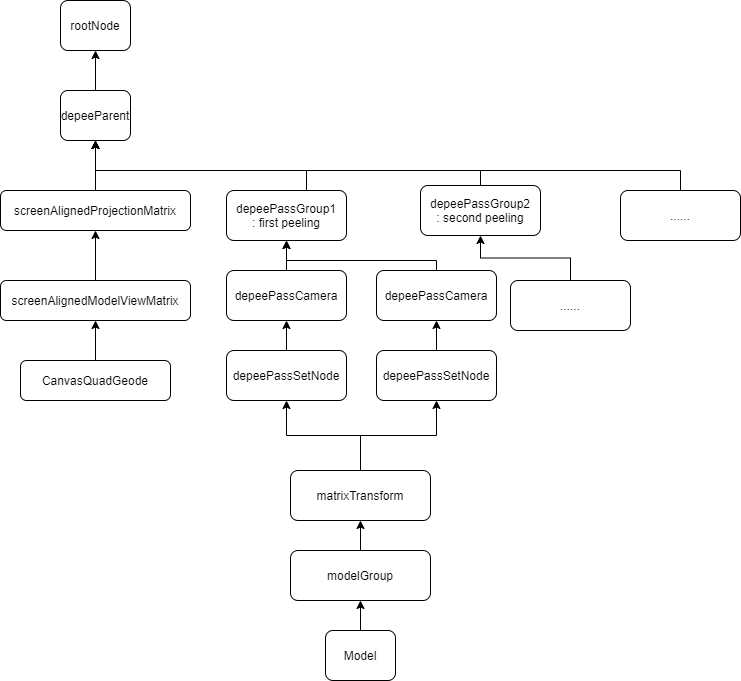 rootNode
depeeParent
screenAlignedProjectionMatrix
depeePassGroup1
: first peeling
depeePassGroup2
: second peeling
......
screenAlignedModelViewMatrix
depeePassCamera
depeePassCamera
......
CanvasQuadGeode
depeePassSetNode
depeePassSetNode
matrixTransform
modelGroup
Model